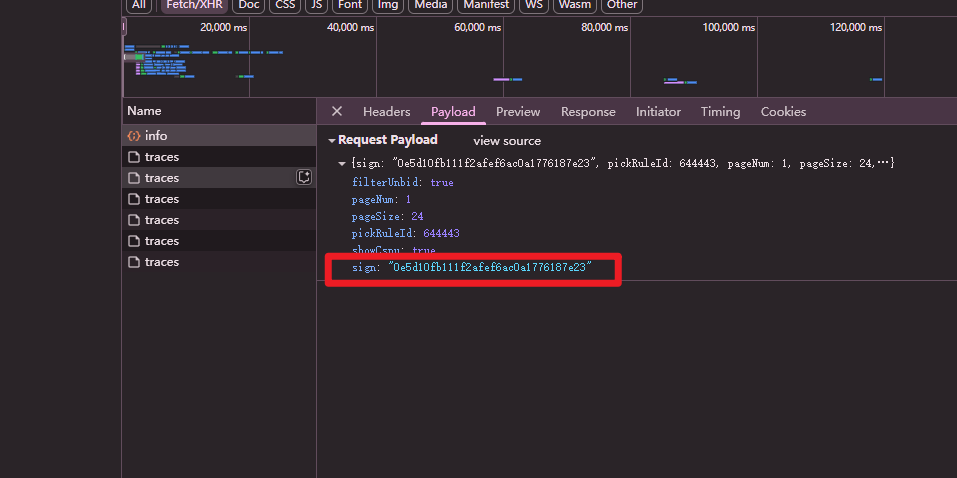 All Fetch/XHR Doc CSS JS Font Img Media Manifest WS Wasm Other
20,000 ms 40,000 ms 60,000 ms 80,000 ms 100,000 ms 120,000 ms
Name
info
traces
traces
traces
traces
traces
traces
Headers Payload Preview Response Initiator Timing Cookies
Request Payload view source
{sign: "0e5d10fb111f2afef6ac0a1776187e23", pickRuleId: 644443, pageNum: 1, pageSize: 24,…}
filterUnbid: true
pageNum: 1
pageSize: 24
pickRuleId: 644443
showCspu: true
sign: "0e5d10fb111f2afef6ac0a1776187e23"